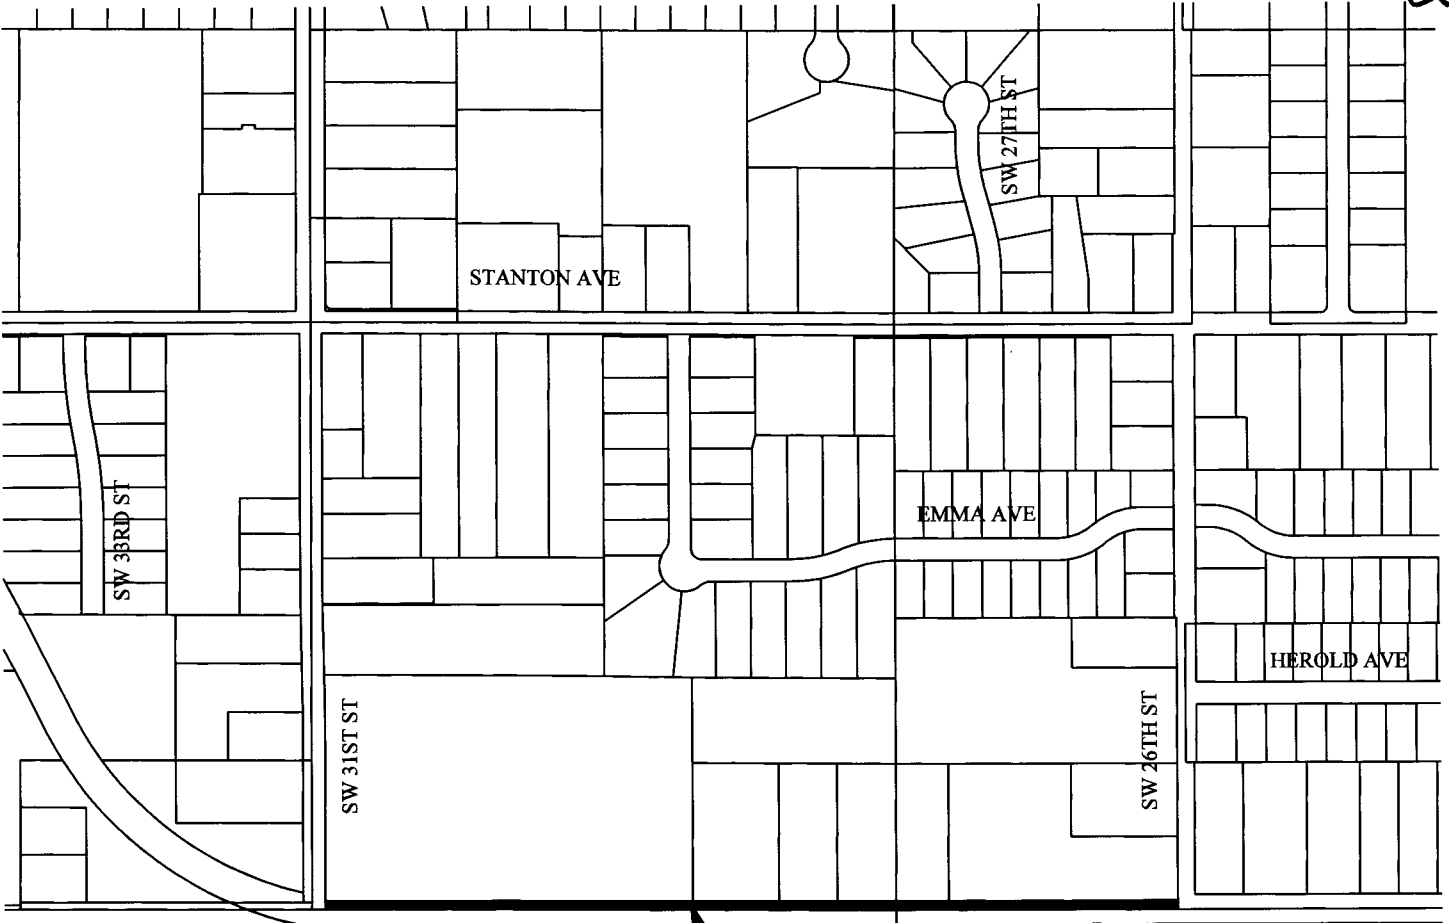 SW 27TH ST
STANTON AVE
SW 33RD ST
EMMA AVE
HEROLD AVE
SW 31ST ST
SW 26TH ST